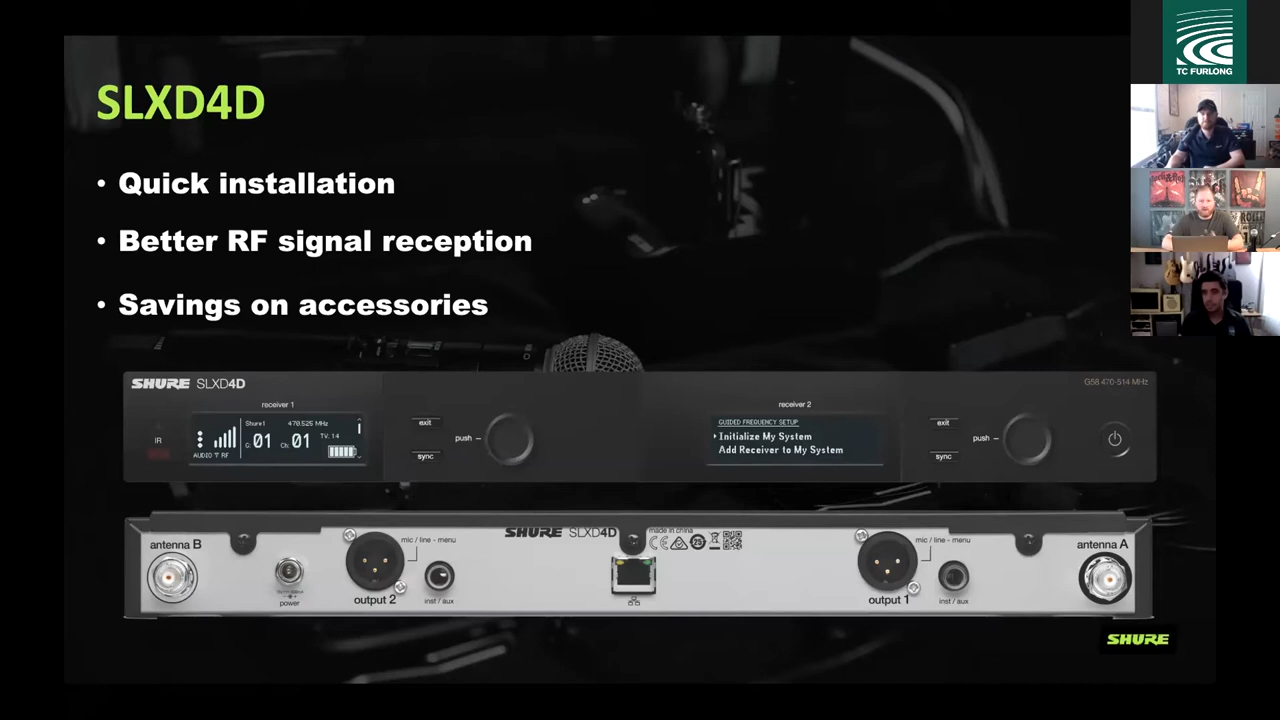 TC FURLONG
SLXD4D
• Quick installation
• Better RF signal reception
• Savings on accessories
SHURE SLXD4D
G58 470-514 MHz
receiver 1
receiver 2
IR
Shure1 470.525 MHz
G: 01 Ch: 01 TV: 14
AUDIO RF
exit
push
sync
GUIDED FREQUENCY SETUP
Initialize My System
Add Receiver to My System
exit
push
sync
SHURE SLXD4D
made in china
antenna B
power
mic / line - menu
output 2
inst / aux
mic / line - menu
output 1
inst / aux
antenna A
SHURE